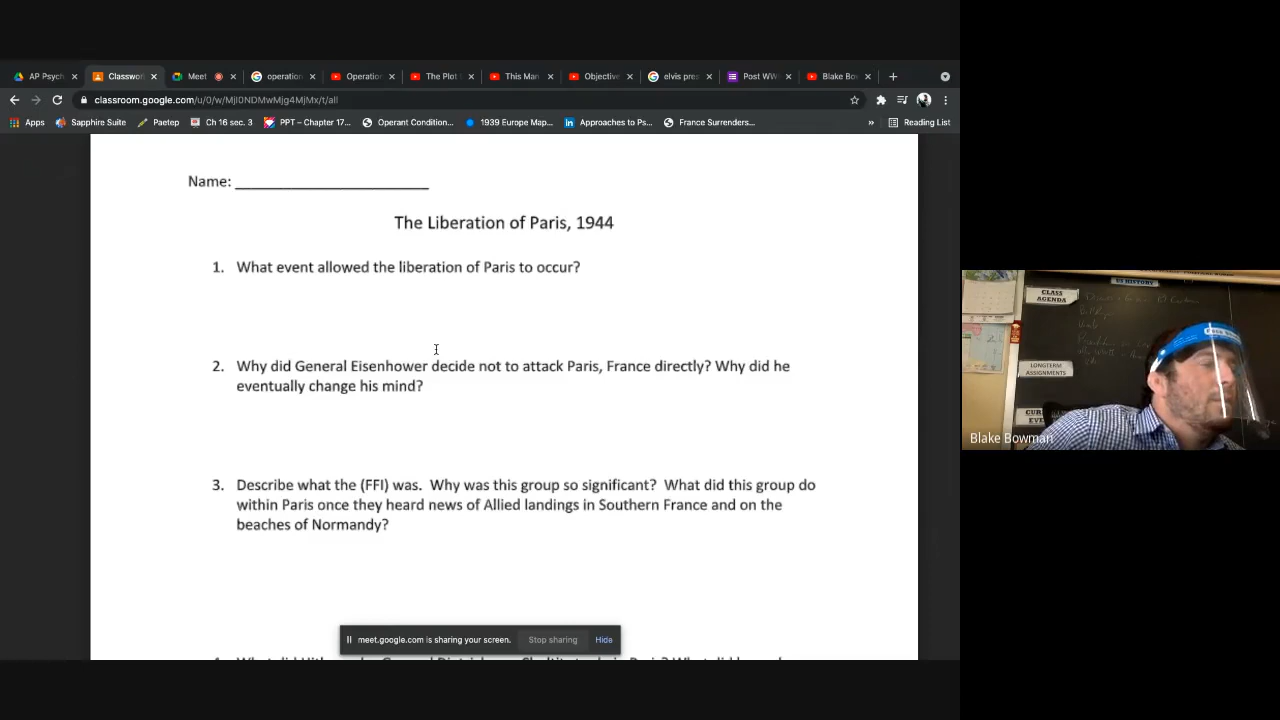 AP Psych
Classwor
Meet
operation
Operation
The Plot
This Man
Objective
elvis pres
Post WW
Blake Bo
classroom.google.com/u/0/w/MjI0NDMwMjg4MjMx/t/all
Apps
Sapphire Suite
Paetep
Ch 16 sec. 3
PPT – Chapter 17...
Operant Condition...
1939 Europe Map...
Approaches to Ps...
France Surrenders...
»
Reading List
Name: ______________________
The Liberation of Paris, 1944
1. What event allowed the liberation of Paris to occur?
2. Why did General Eisenhower decide not to attack Paris, France directly? Why did he
eventually change his mind?
3. Describe what the (FFI) was. Why was this group so significant? What did this group do
within Paris once they heard news of Allied landings in Southern France and on the
beaches of Normandy?
meet.google.com is sharing your screen.
Stop sharing
Hide
US HISTORY
CLASS
AGENDA
LONGTERM
ASSIGNMENTS
Blake Bowman